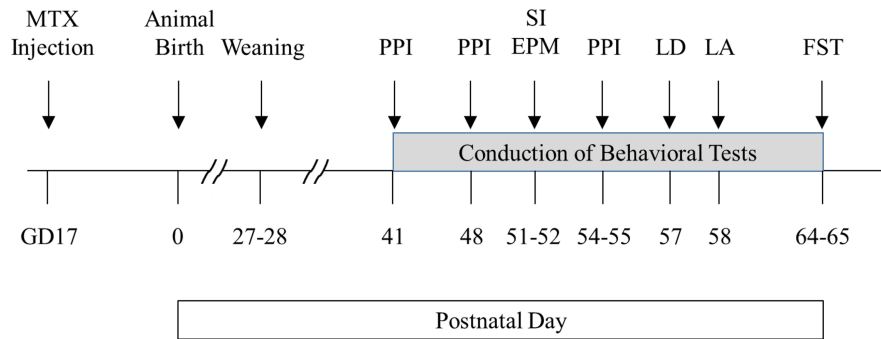 MTX
Injection
Animal
Birth
Weaning
PPI
PPI
SI
EPM
PPI
LD
LA
FST
Conduction of Behavioral Tests
GD17
0
27-28
41
48
51-52
54-55
57
58
64-65
Postnatal Day